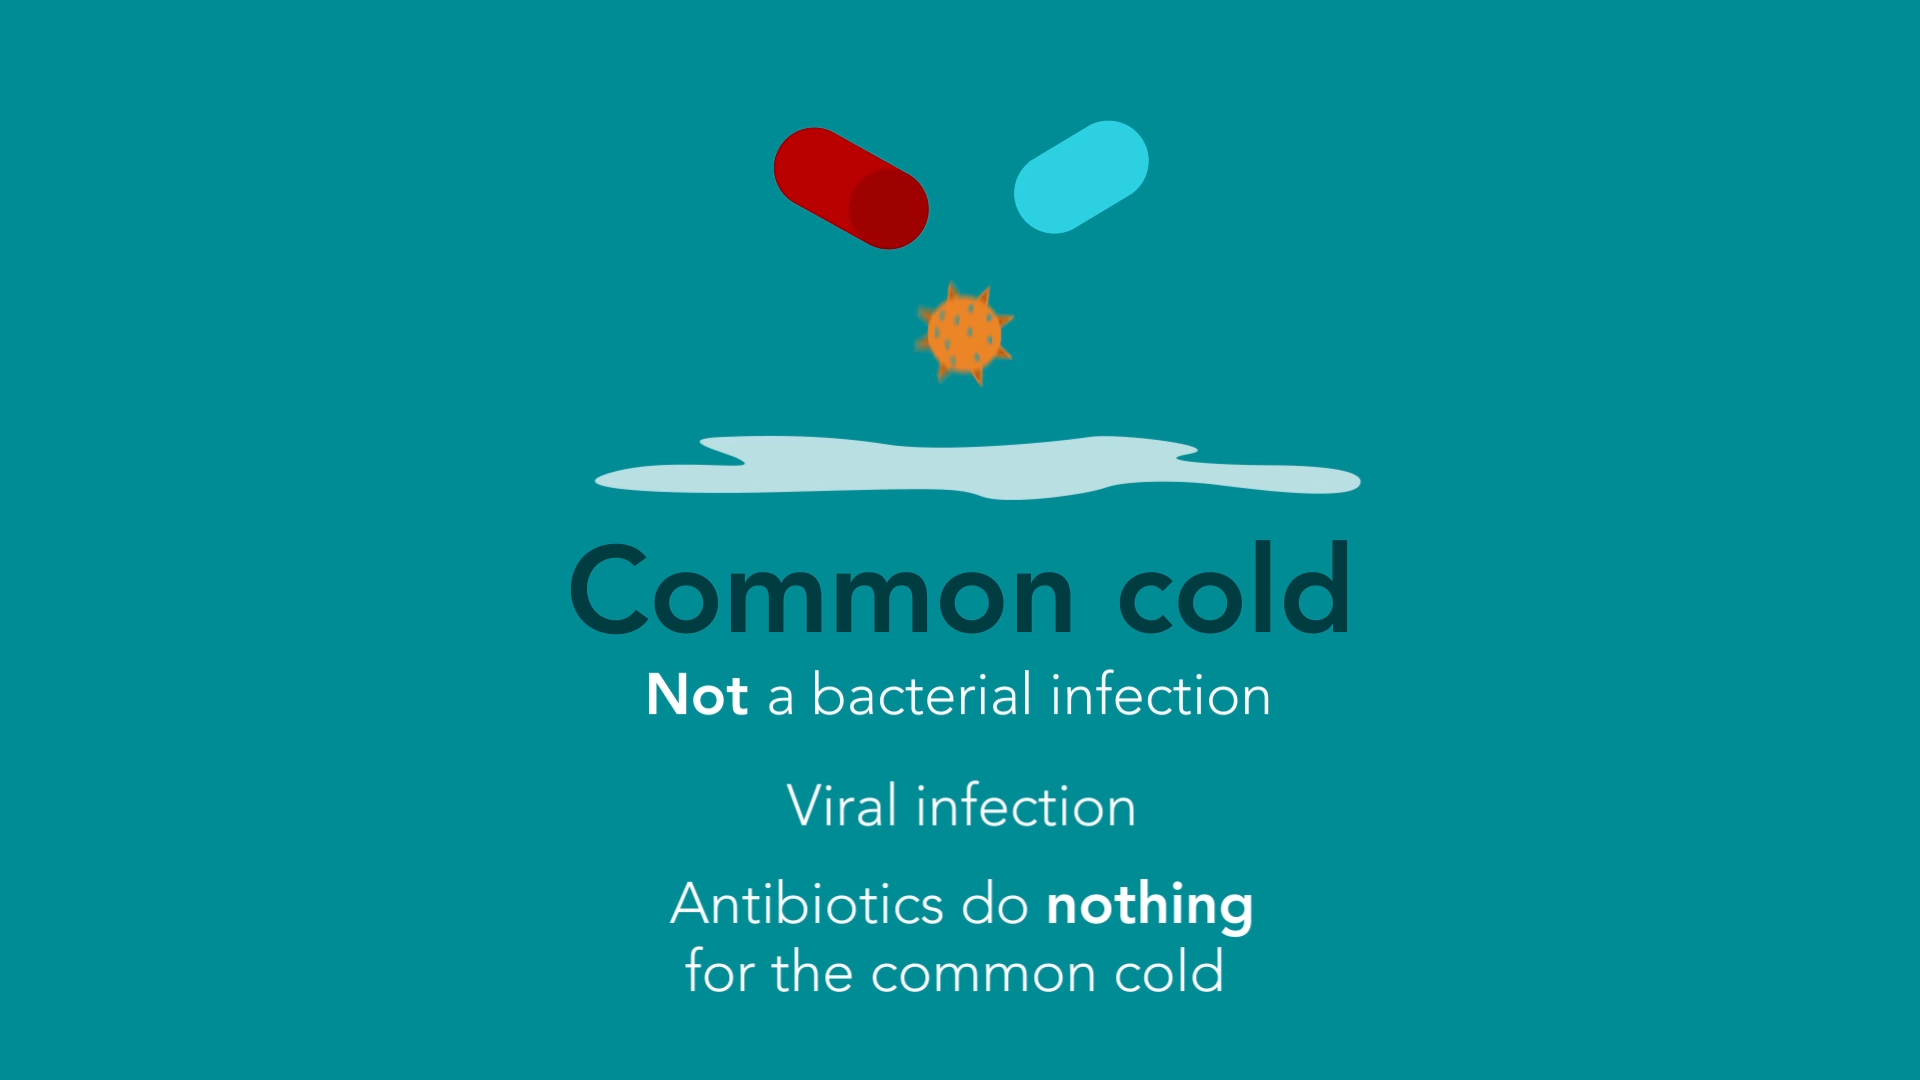 Common cold
Not a bacterial infection
Viral infection
Antibiotics do nothing
for the common cold